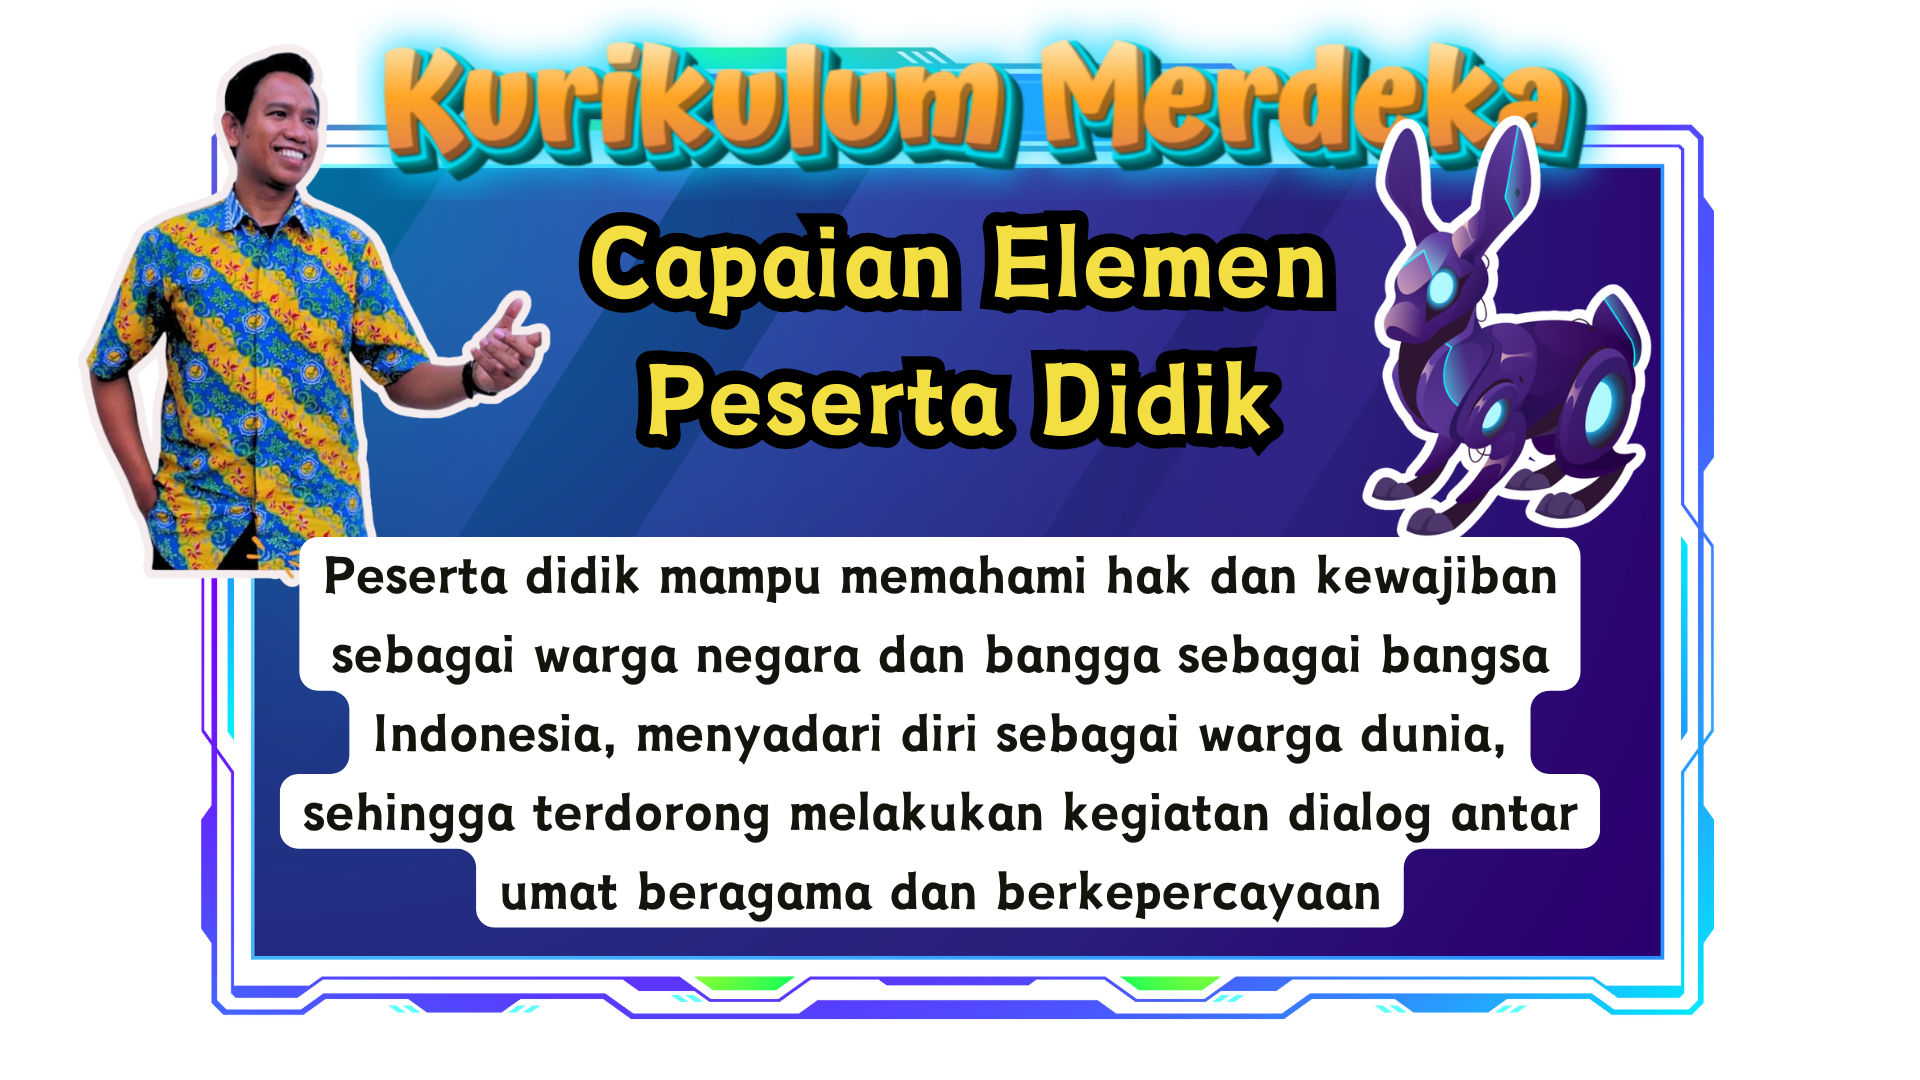 Kurikulum Merdeka
Capaian Elemen
Peserta Didik
Peserta didik mampu memahami hak dan kewajiban
sebagai warga negara dan bangga sebagai bangsa
Indonesia, menyadari diri sebagai warga dunia,
sehingga terdorong melakukan kegiatan dialog antar
umat beragama dan berkepercayaan